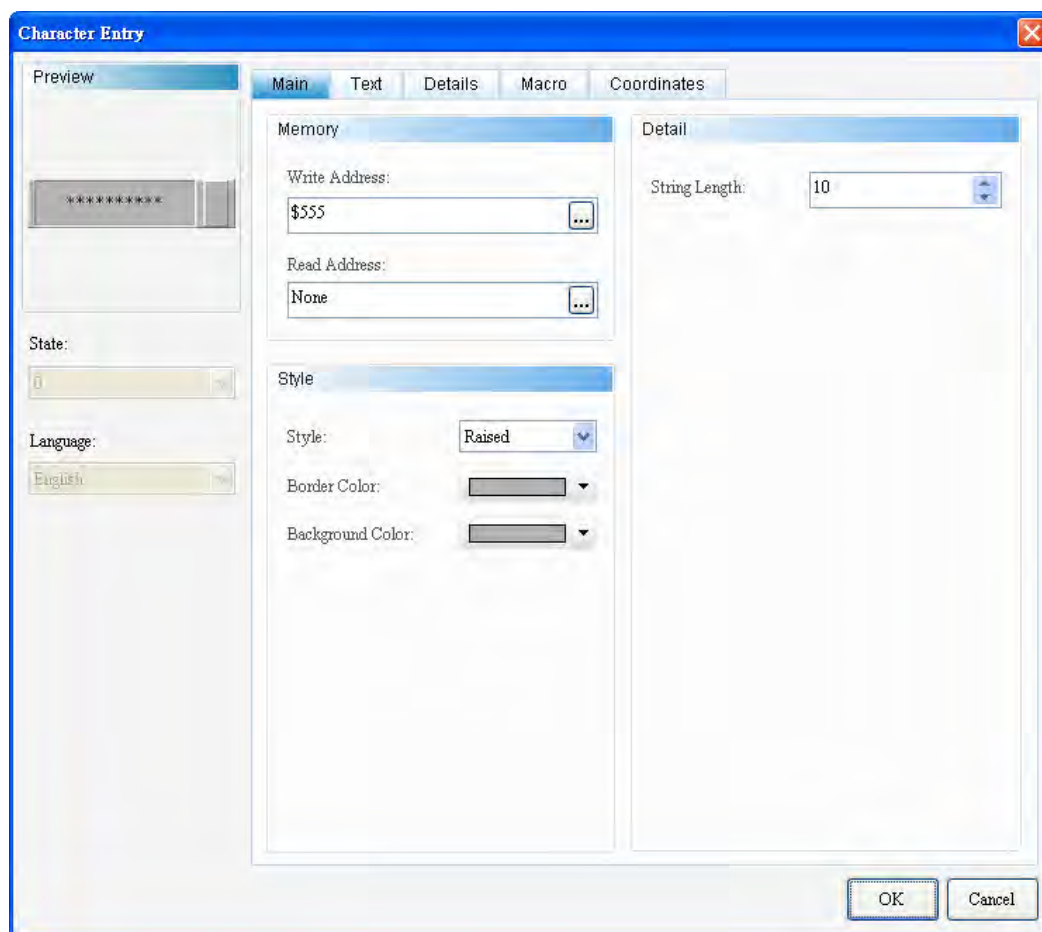 Character Entry
Preview
**********
State:
0
Language:
English
Main Text Details Macro Coordinates
Memory
Write Address:
$555 ...
Read Address:
None ...
Style
Style: Raised
Border Color:
Background Color:
Detail
String Length: 10
OK Cancel